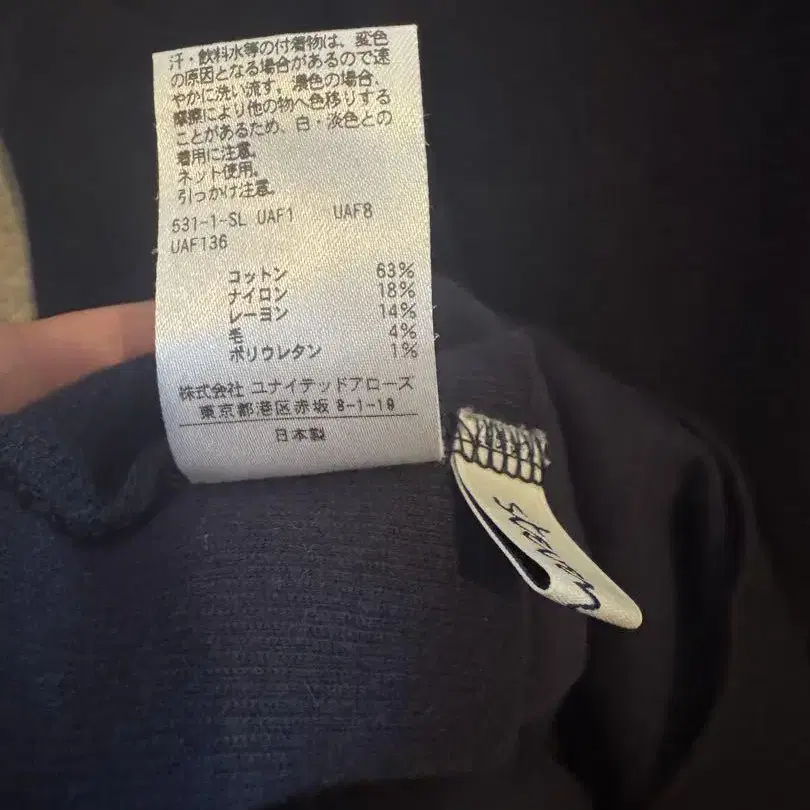 汗・飲料水等の付着物は、変色
の原因となる場合があるので速
やかに洗い流す。濃色の場合、
摩擦により他の物へ色移りする
ことがあるため、白・淡色との
着用に注意。
ネット使用。
引っかけ注意。
531-1-SL UAF1 UAF8
UAF136
コットン 63%
ナイロン 18%
レーヨン 14%
毛 4%
ポリウレタン 1%
株式会社 ユナイテッドアローズ
東京都港区赤坂 8-1-19
日本製
steven